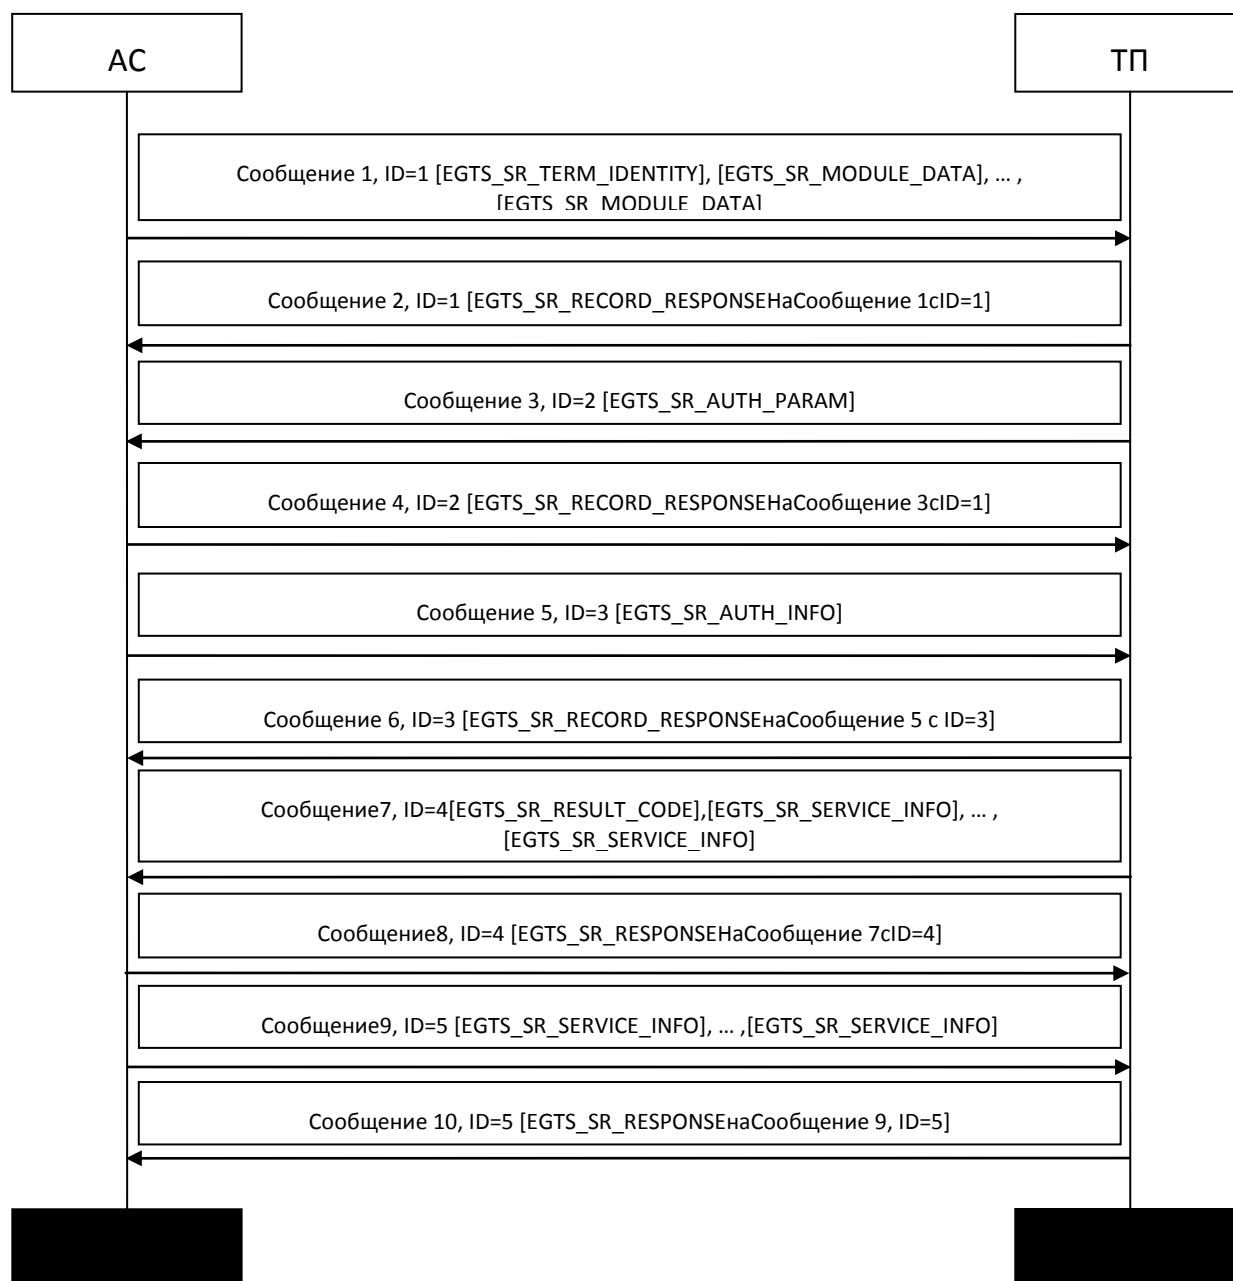 АС
ТП
Сообщение 1, ID=1 [EGTS_SR_TERM_IDENTITY], [EGTS_SR_MODULE_DATA], ... ,
[EGTS_SR_MODULE_DATA]
Сообщение 2, ID=1 [EGTS_SR_RECORD_RESPONSEНаСообщение 1сID=1]
Сообщение 3, ID=2 [EGTS_SR_AUTH_PARAM]
Сообщение 4, ID=2 [EGTS_SR_RECORD_RESPONSEНаСообщение 3сID=1]
Сообщение 5, ID=3 [EGTS_SR_AUTH_INFO]
Сообщение 6, ID=3 [EGTS_SR_RECORD_RESPONSEнаСообщение 5 с ID=3]
Сообщение7, ID=4[EGTS_SR_RESULT_CODE],[EGTS_SR_SERVICE_INFO], ... ,
[EGTS_SR_SERVICE_INFO]
Сообщение8, ID=4 [EGTS_SR_RESPONSEНаСообщение 7сID=4]
Сообщение9, ID=5 [EGTS_SR_SERVICE_INFO], ... ,[EGTS_SR_SERVICE_INFO]
Сообщение 10, ID=5 [EGTS_SR_RESPONSEнаСообщение 9, ID=5]